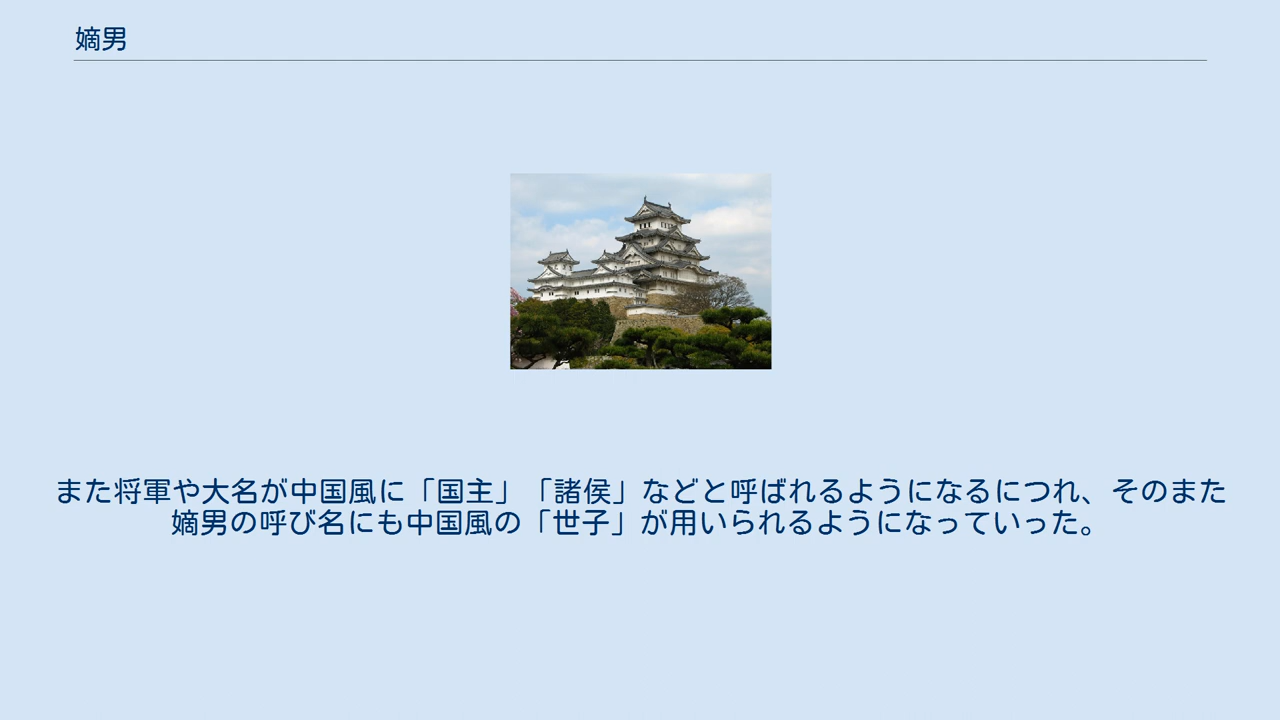 嫡男
また将軍や大名が中国風に「国主」「諸侯」などと呼ばれるようになるにつれ、そのまた
嫡男の呼び名にも中国風の「世子」が用いられるようになっていった。